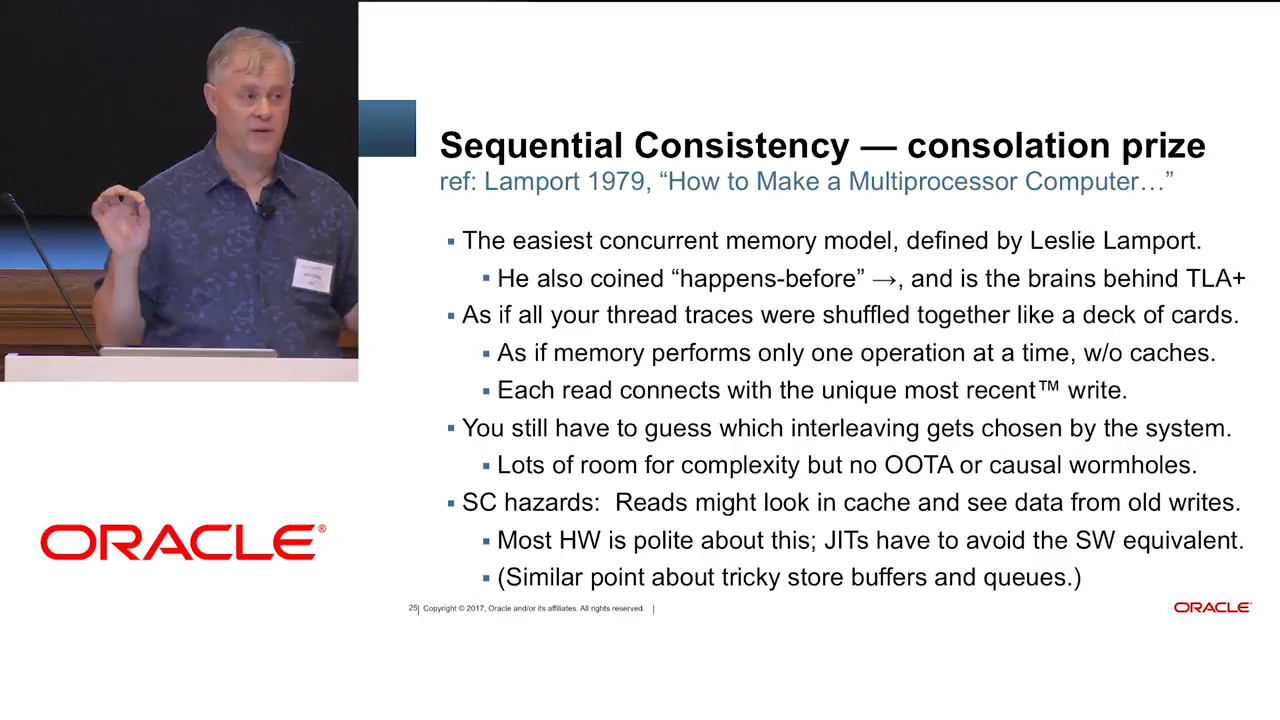 Sequential Consistency — consolation prize
ref: Lamport 1979, “How to Make a Multiprocessor Computer…”
▪ The easiest concurrent memory model, defined by Leslie Lamport.
▪ He also coined “happens-before” →, and is the brains behind TLA+
▪ As if all your thread traces were shuffled together like a deck of cards.
▪ As if memory performs only one operation at a time, w/o caches.
▪ Each read connects with the unique most recent™ write.
▪ You still have to guess which interleaving gets chosen by the system.
▪ Lots of room for complexity but no OOTA or causal wormholes.
▪ SC hazards:  Reads might look in cache and see data from old writes.
▪ Most HW is polite about this; JITs have to avoid the SW equivalent.
▪ (Similar point about tricky store buffers and queues.)
25| Copyright © 2017, Oracle and/or its affiliates. All rights reserved. |
ORACLE®
ORACLE®